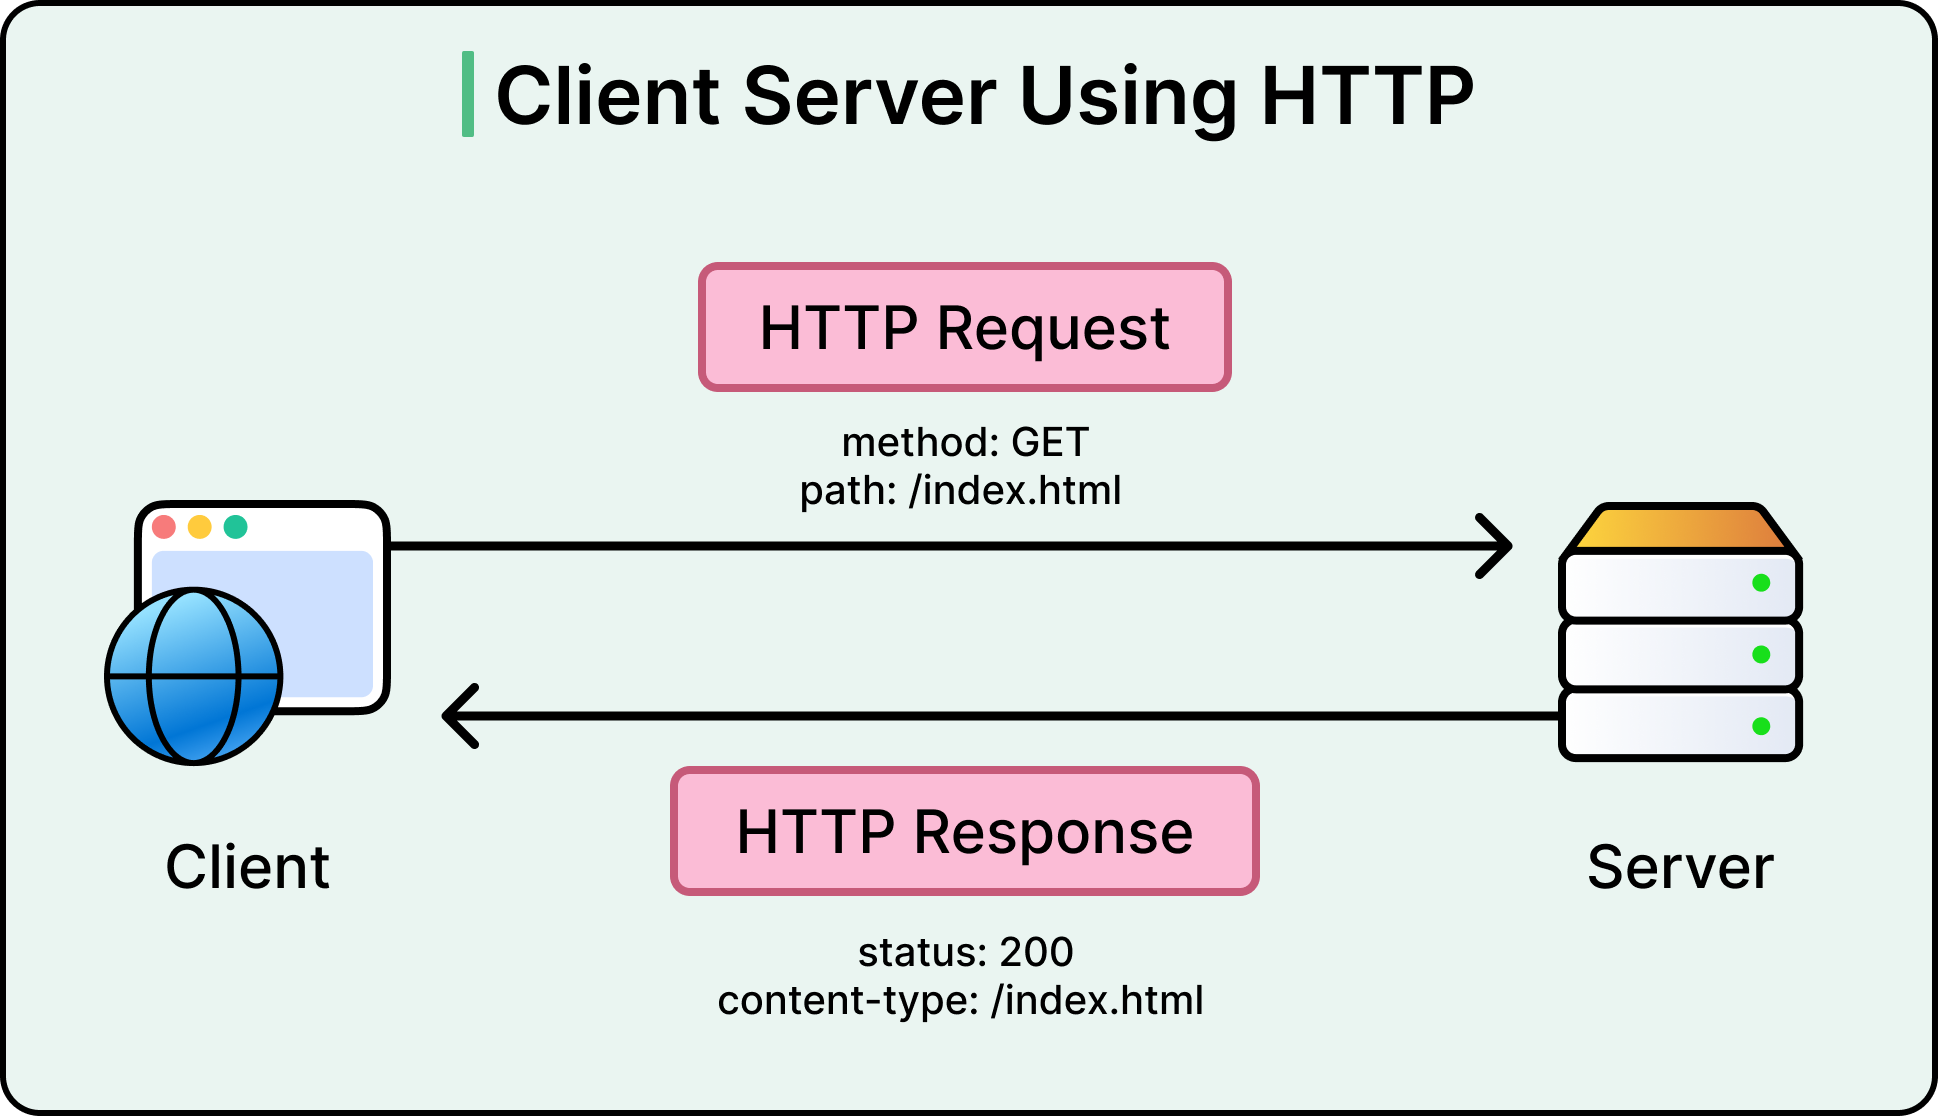 Client Server Using HTTP
HTTP Request
method: GET
path: /index.html
HTTP Response
Client
Server
status: 200
content-type: /index.html